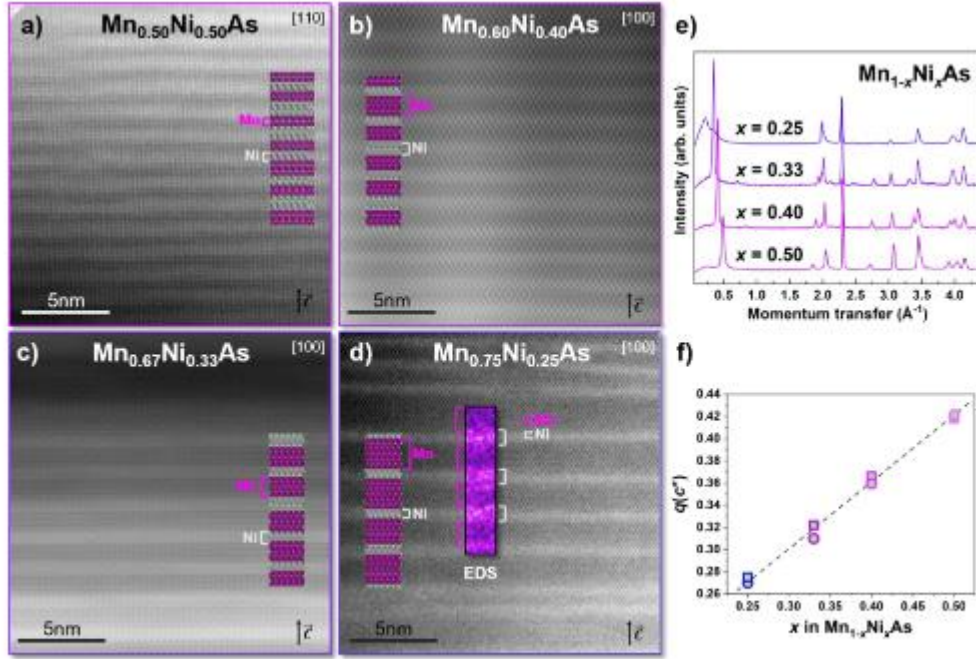 a)
Mn0.50Ni0.50As
[110]
Mn
Ni
5nm
c
b)
Mn0.60Ni0.40As
[100]
Mn
Ni
5nm
c
c)
Mn0.67Ni0.33As
[100]
Mn
Ni
5nm
c
d)
Mn0.75Ni0.25As
[100]
Mn
Ni
Ni
EDS
5nm
c
e)
Mn1-xNixAs
x = 0.25
x = 0.33
x = 0.40
x = 0.50
Intensity (arb. units)
0.5 1.0 1.5 2.0 2.5 3.0 3.5 4.0
Momentum transfer (Å-1)
f)
q(c*)
0.44
0.42
0.40
0.38
0.36
0.34
0.32
0.30
0.28
0.26
0.25 0.30 0.35 0.40 0.45 0.50
x in Mn1-xNixAs